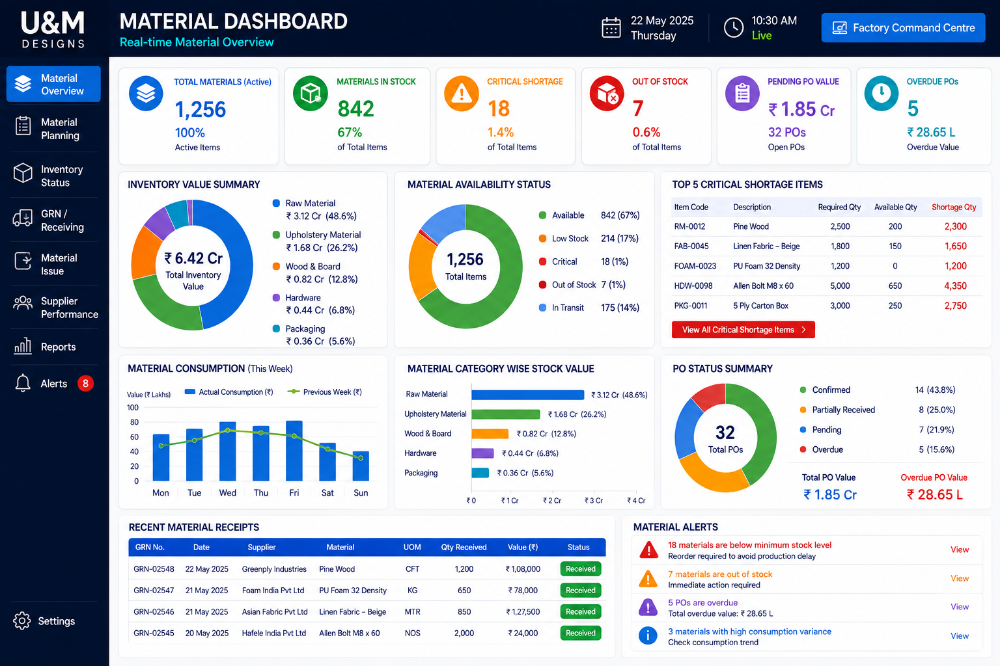 U&M
DESIGNS
MATERIAL DASHBOARD
Real-time Material Overview
22 May 2025
Thursday
10:30 AM
Live
Factory Command Centre
Material
Overview
Material
Planning
Inventory
Status
GRN /
Receiving
Material
Issue
Supplier
Performance
Reports
Alerts 8
Settings
TOTAL MATERIALS (Active)
1,256
100%
Active Items
MATERIALS IN STOCK
842
67%
of Total Items
CRITICAL SHORTAGE
18
1.4%
of Total Items
OUT OF STOCK
7
0.6%
of Total Items
PENDING PO VALUE
₹ 1.85 Cr
32 POs
Open POs
OVERDUE POs
5
₹ 28.65 L
Overdue Value
INVENTORY VALUE SUMMARY
₹ 6.42 Cr
Total Inventory
Value
Raw Material
₹ 3.12 Cr (48.6%)
Upholstery Material
₹ 1.68 Cr (26.2%)
Wood & Board
₹ 0.82 Cr (12.8%)
Hardware
₹ 0.44 Cr (6.8%)
Packaging
₹ 0.36 Cr (5.6%)
MATERIAL AVAILABILITY STATUS
1,256
Total Items
Available 842 (67%)
Low Stock 214 (17%)
Critical 18 (1%)
Out of Stock 7 (1%)
In Transit 175 (14%)
TOP 5 CRITICAL SHORTAGE ITEMS
Item Code Description Required Qty Available Qty Shortage Qty
RM-0012 Pine Wood 2,500 200 2,300
FAB-0045 Linen Fabric – Beige 1,800 150 1,650
FOAM-0023 PU Foam 32 Density 1,200 0 1,200
HDW-0098 Allen Bolt M8 x 60 5,000 650 4,350
PKG-0011 5 Ply Carton Box 3,000 250 2,750
View All Critical Shortage Items >
MATERIAL CONSUMPTION (This Week)
Value (₹ Lakhs) Actual Consumption (₹) Previous Week (₹)
100
80
60
40
20
0
Mon Tue Wed Thu Fri Sat Sun
MATERIAL CATEGORY WISE STOCK VALUE
Raw Material ₹ 3.12 Cr (48.6%)
Upholstery Material ₹ 1.68 Cr (26.2%)
Wood & Board ₹ 0.82 Cr (12.8%)
Hardware ₹ 0.44 Cr (6.8%)
Packaging ₹ 0.36 Cr (5.6%)
₹ 0 ₹ 1 Cr ₹ 2 Cr ₹ 3 Cr ₹ 4 Cr
PO STATUS SUMMARY
32
Total POs
Confirmed 14 (43.8%)
Partially Received 8 (25.0%)
Pending 7 (21.9%)
Overdue 5 (15.6%)
Total PO Value
₹ 1.85 Cr
Overdue PO Value
₹ 28.65 L
RECENT MATERIAL RECEIPTS
GRN No. Date Supplier Material UOM Qty Received Value (₹) Status
GRN-02548 22 May 2025 Greenply Industries Pine Wood CFT 1,200 ₹ 1,08,000 Received
GRN-02547 21 May 2025 Foam India Pvt Ltd PU Foam 32 Density KG 650 ₹ 78,000 Received
GRN-02546 21 May 2025 Asian Fabric Pvt Ltd Linen Fabric – Beige MTR 850 ₹ 1,27,500 Received
GRN-02545 20 May 2025 Hafele India Pvt Ltd Allen Bolt M8 x 60 NOS 2,000 ₹ 24,000 Received
MATERIAL ALERTS
18 materials are below minimum stock level
Reorder required to avoid production delay
View
7 materials are out of stock
Immediate action required
View
5 POs are overdue
Total overdue value: ₹ 28.65 L
View
3 materials with high consumption variance
Check consumption trend
View